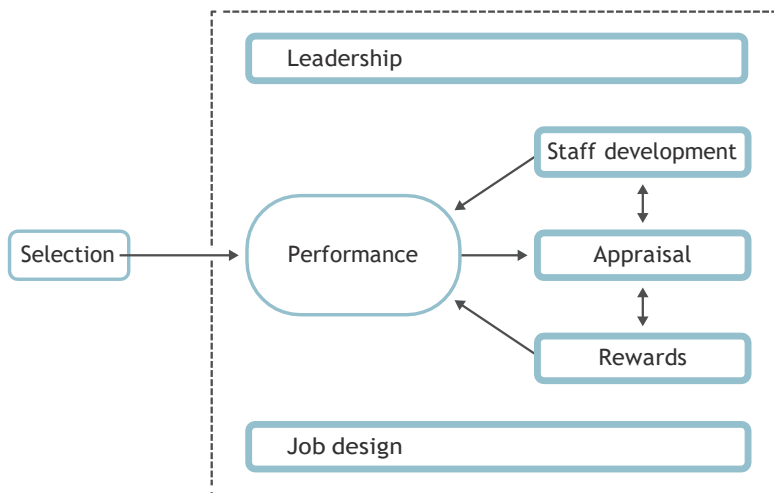 Leadership
Staff development
Selection
Performance
Appraisal
Rewards
Job design